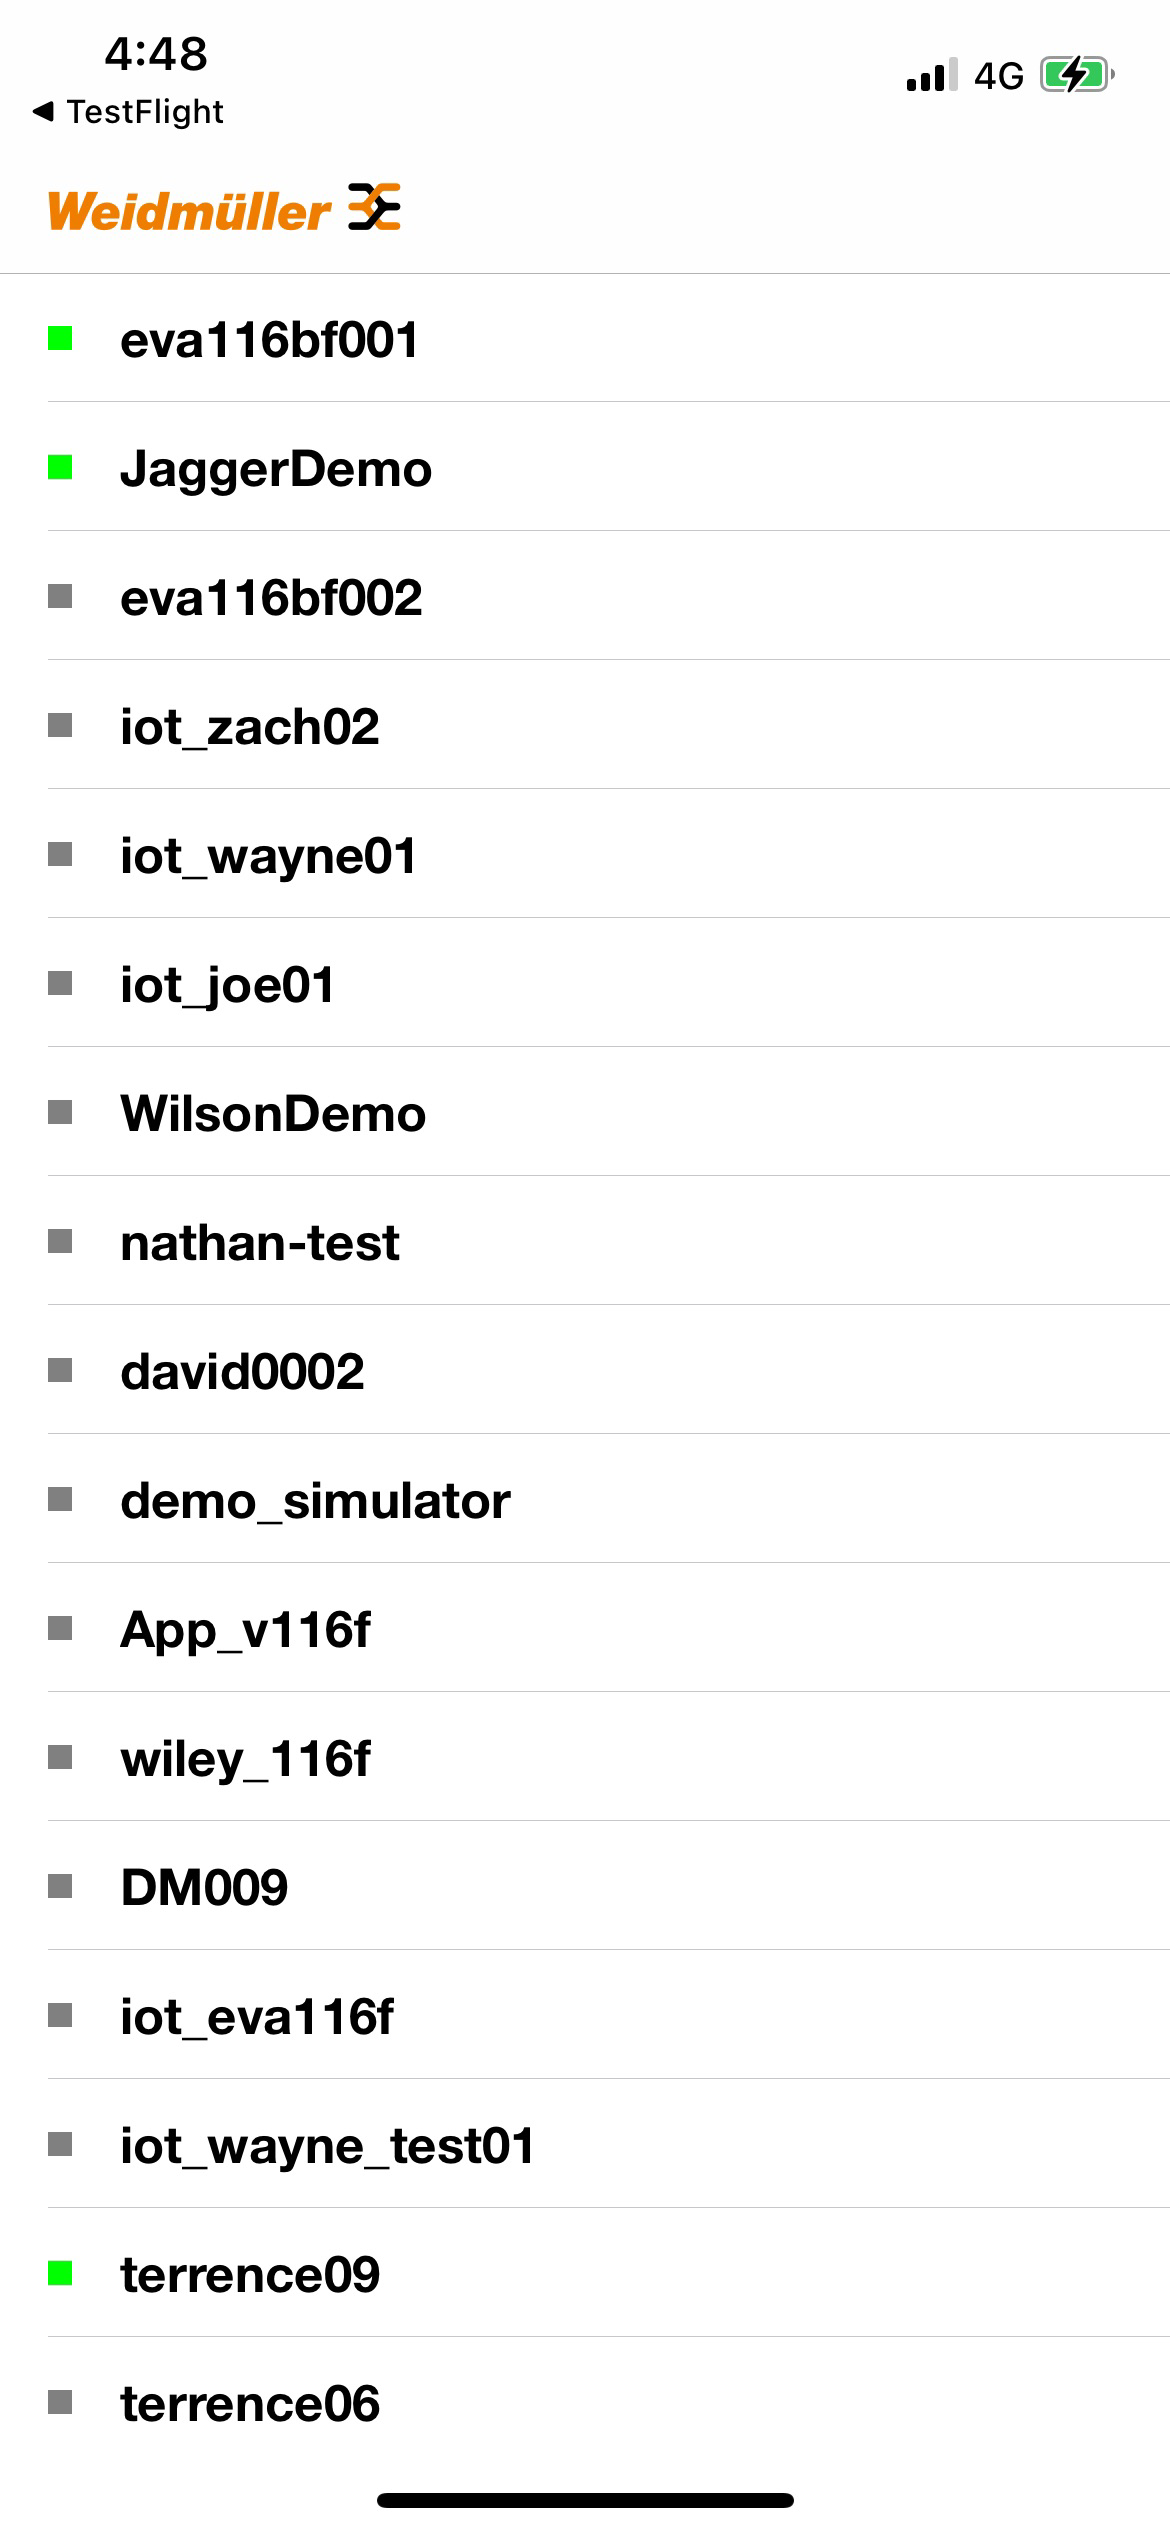 4:48
4G
TestFlight
Weidmüller
eva116bf001
JaggerDemo
eva116bf002
iot_zach02
iot_wayne01
iot_joe01
WilsonDemo
nathan-test
david0002
demo_simulator
App_v116f
wiley_116f
DM009
iot_eva116f
iot_wayne_test01
terrence09
terrence06